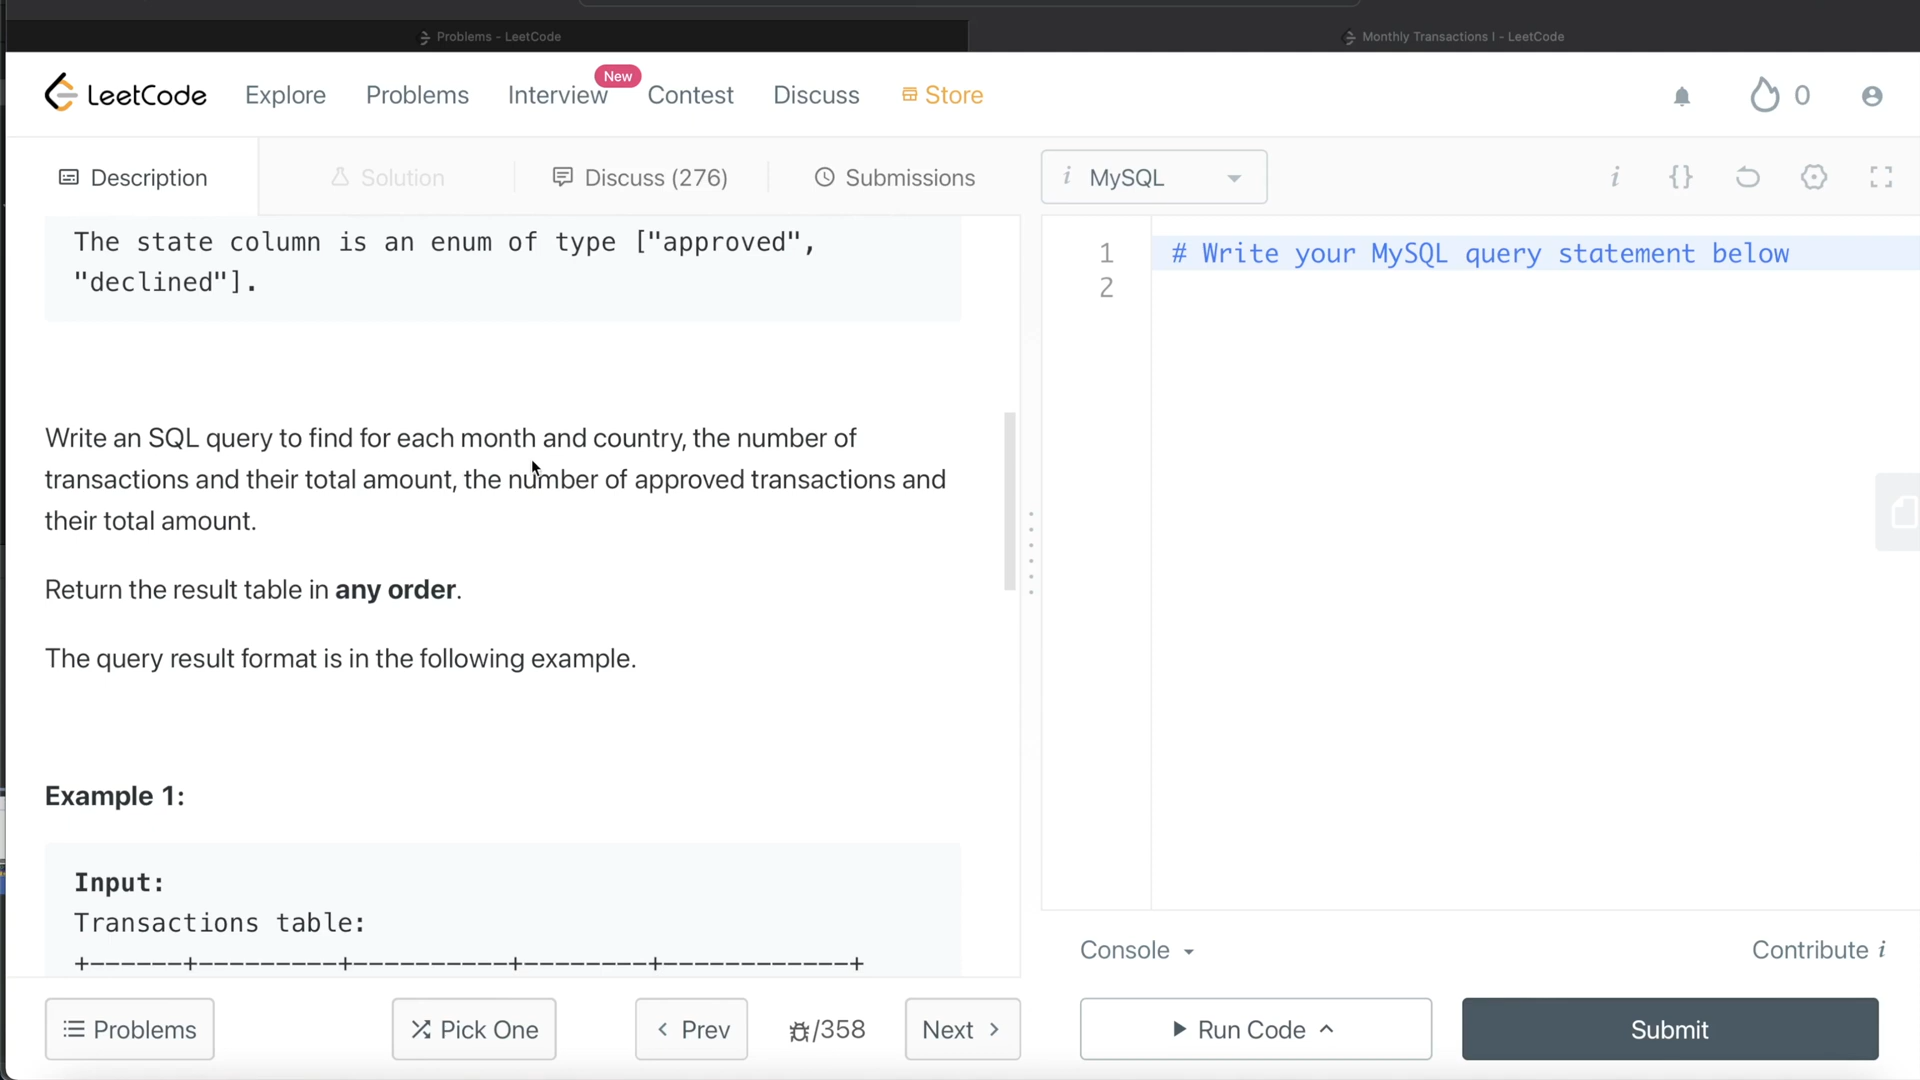 Problems - LeetCode
Monthly Transactions I - LeetCode
LeetCode Explore Problems Interview New Contest Discuss Store 0
Description Solution Discuss (276) Submissions
i MySQL i {}
The state column is an enum of type ["approved",
"declined"].
Write an SQL query to find for each month and country, the number of
transactions and their total amount, the number of approved transactions and
their total amount.
Return the result table in any order.
The query result format is in the following example.
Example 1:
Input:
Transactions table:
+------+---------+----------+--------+------------+
1 # Write your MySQL query statement below
2
Console Contribute i
Problems Pick One Prev /358 Next Run Code Submit